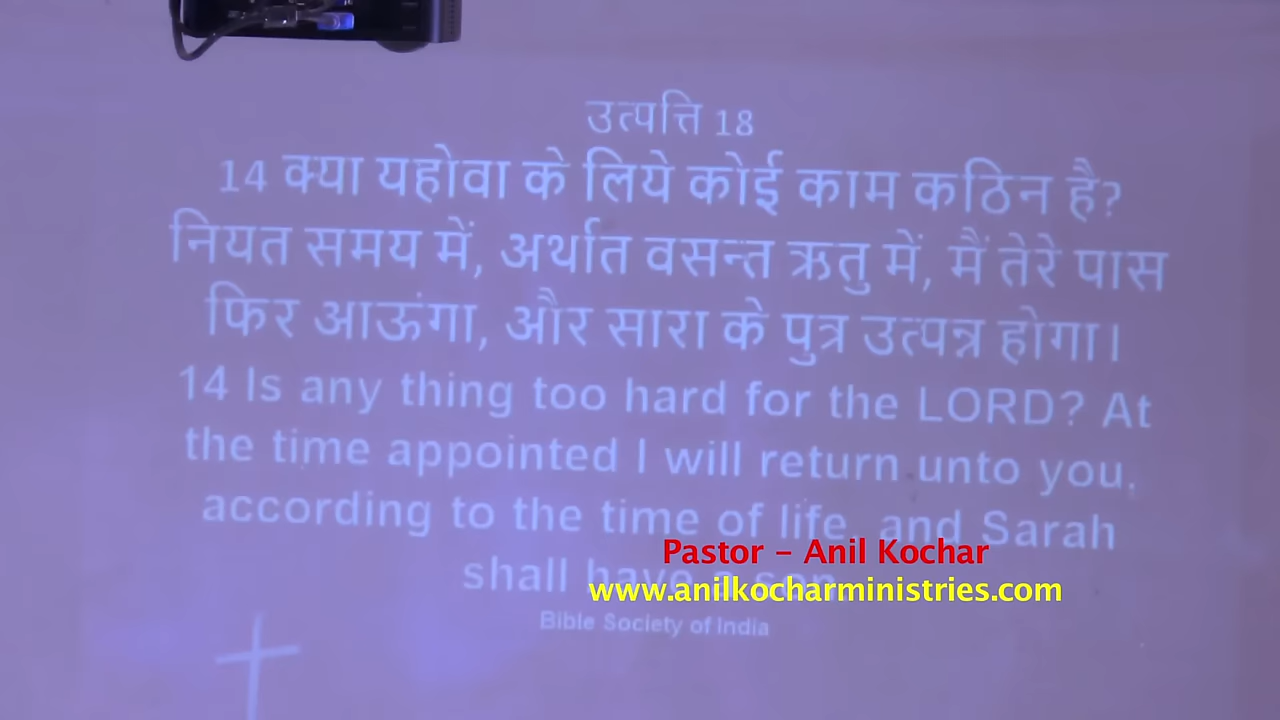 उत्पत्ति 18
14 क्या यहोवा के लिये कोई काम कठिन है?
नियत समय में, अर्थात वसन्त ऋतु में, मैं तेरे पास
फिर आऊंगा, और सारा के पुत्र उत्पन्न होगा।
14 Is any thing too hard for the LORD? At
the time appointed I will return unto you,
according to the time of life, and Sarah
shall have a son
Pastor - Anil Kochar
www.anilkocharministries.com
Bible Society of India